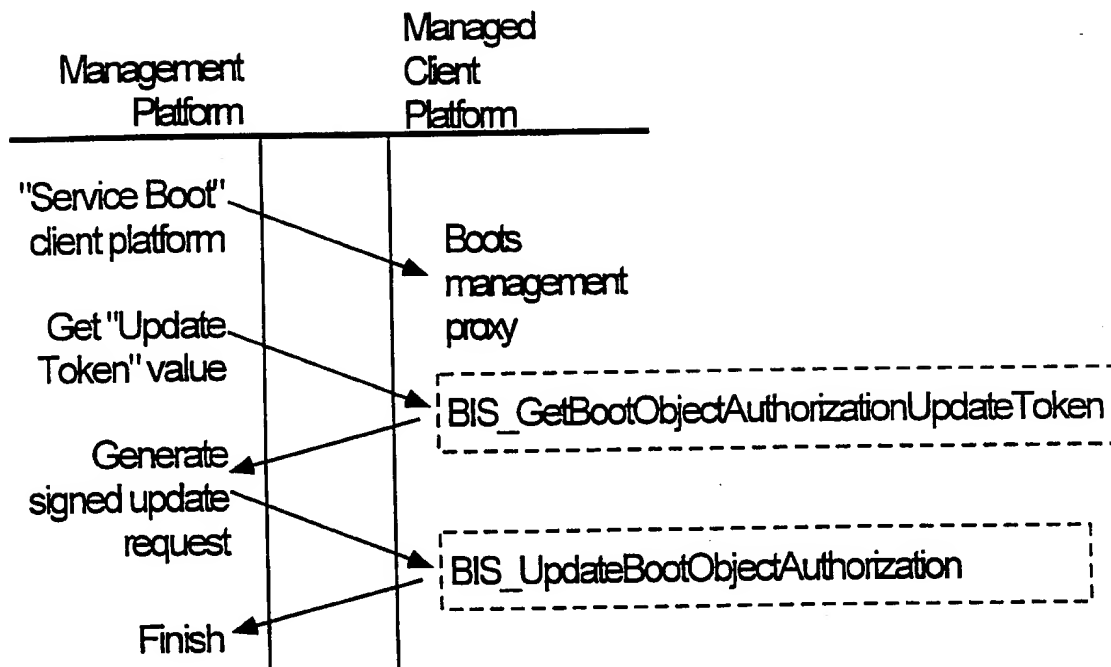 Management
Platform
Managed
Client
Platform
"Service Boot"
client platform
Boots
management
proxy
Get "Update
Token" value
BIS_GetBootObjectAuthorizationUpdateToken
Generate
signed update
request
BIS_UpdateBootObjectAuthorization
Finish